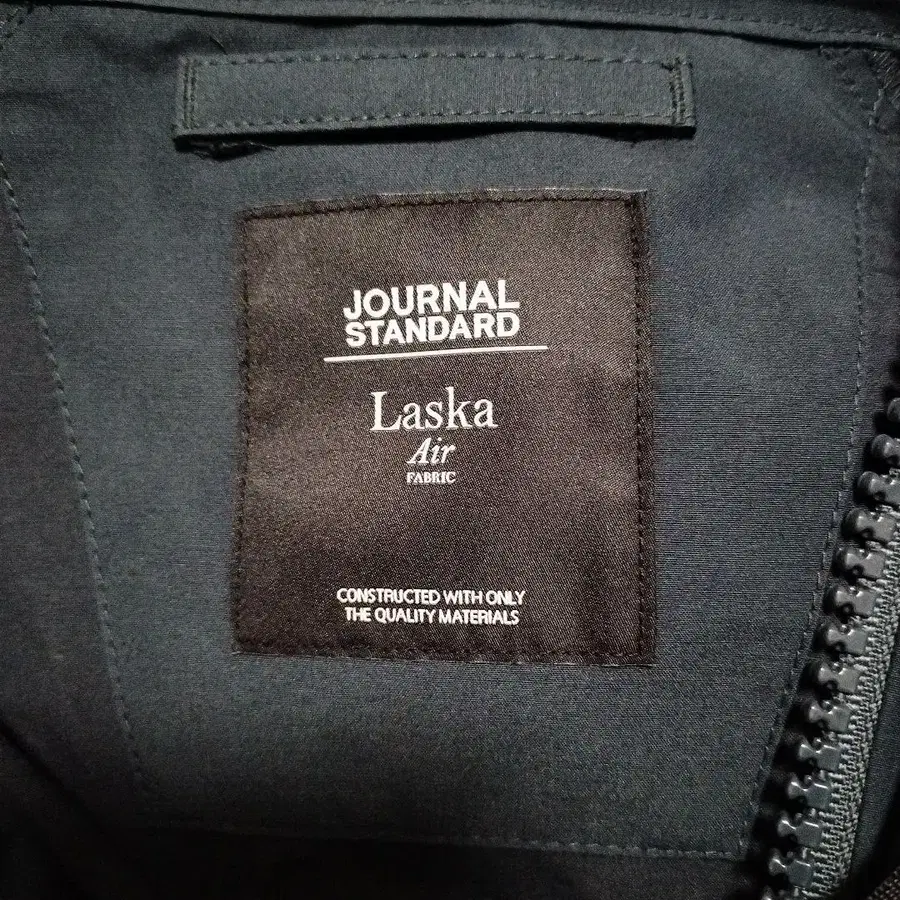 JOURNAL
STANDARD
Laska
Air
FABRIC
CONSTRUCTED WITH ONLY
THE QUALITY MATERIALS